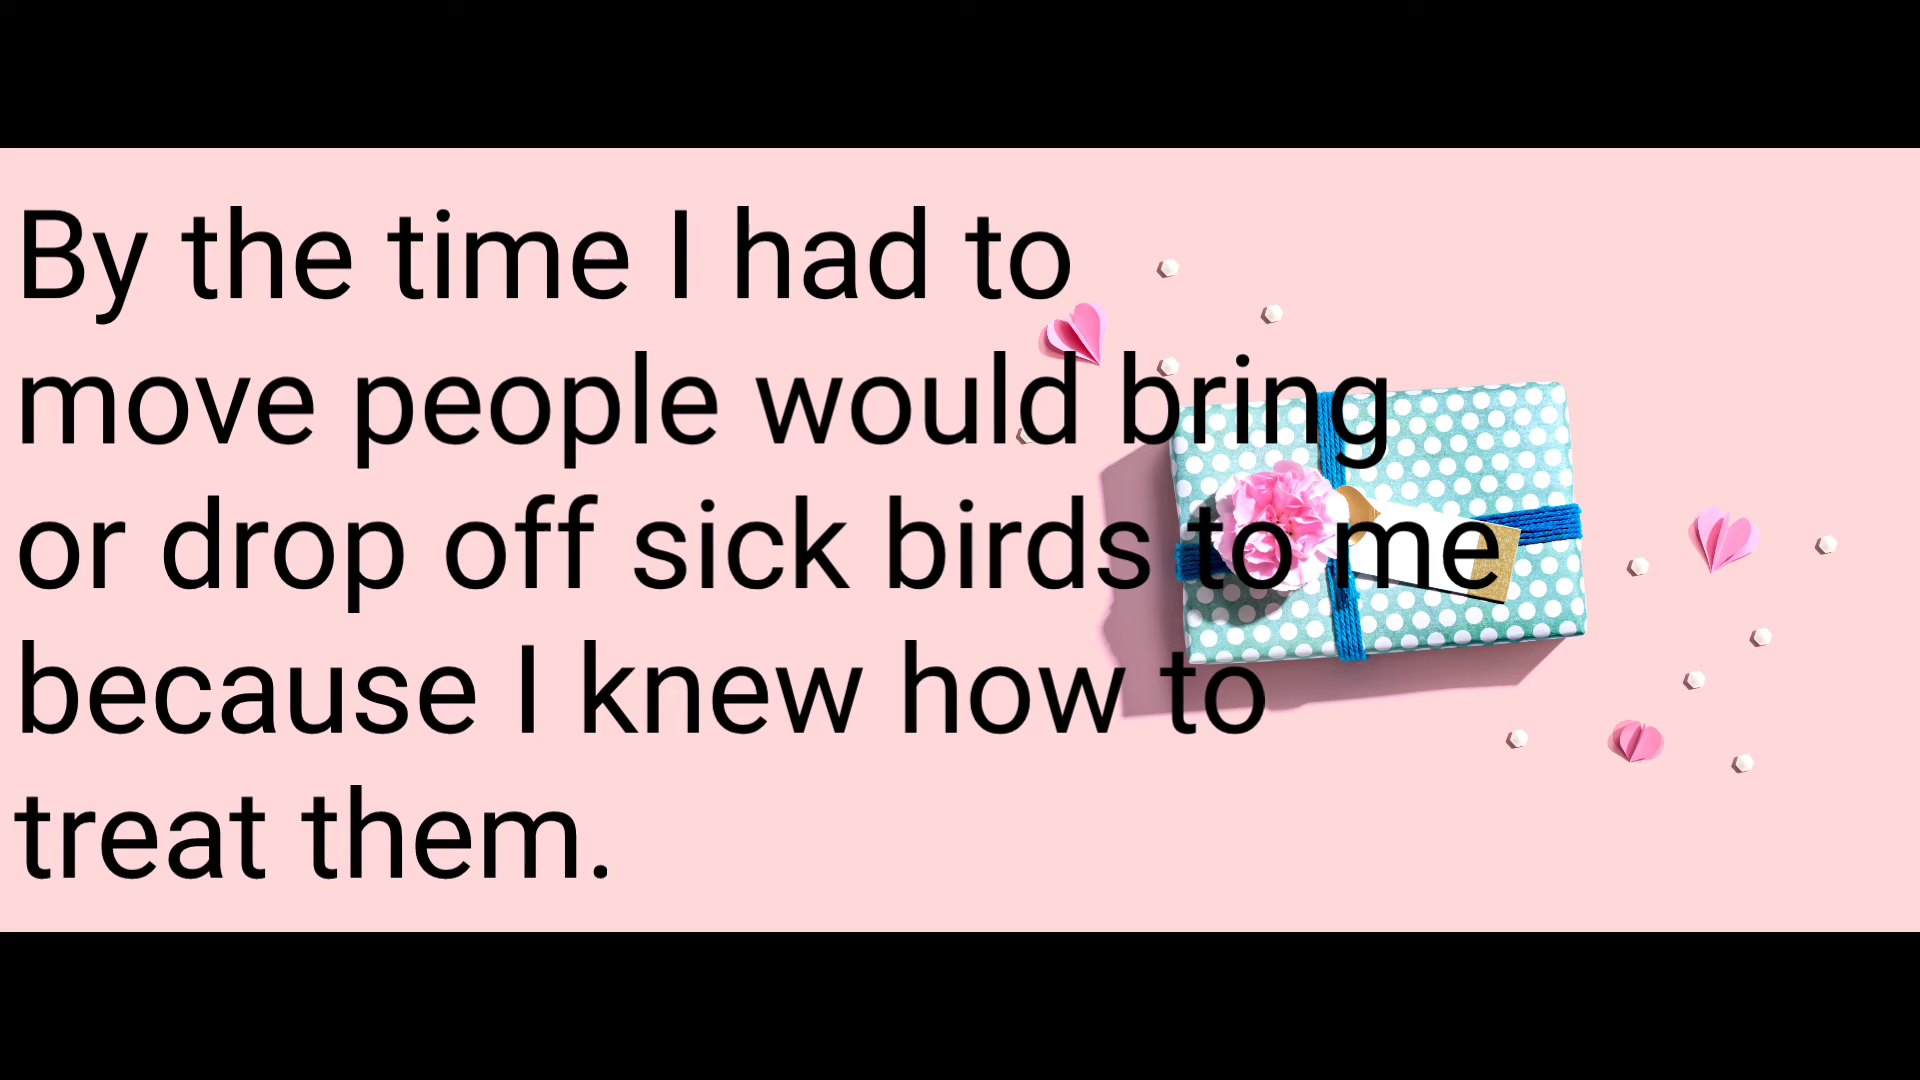 By the time I had to
move people would bring
or drop off sick birds to me
because I knew how to
treat them.